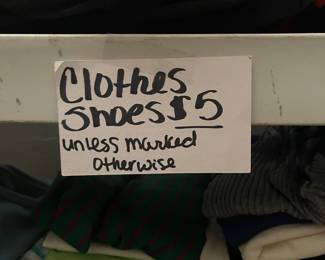 Clothes
Shoes $5
unless marked
otherwise